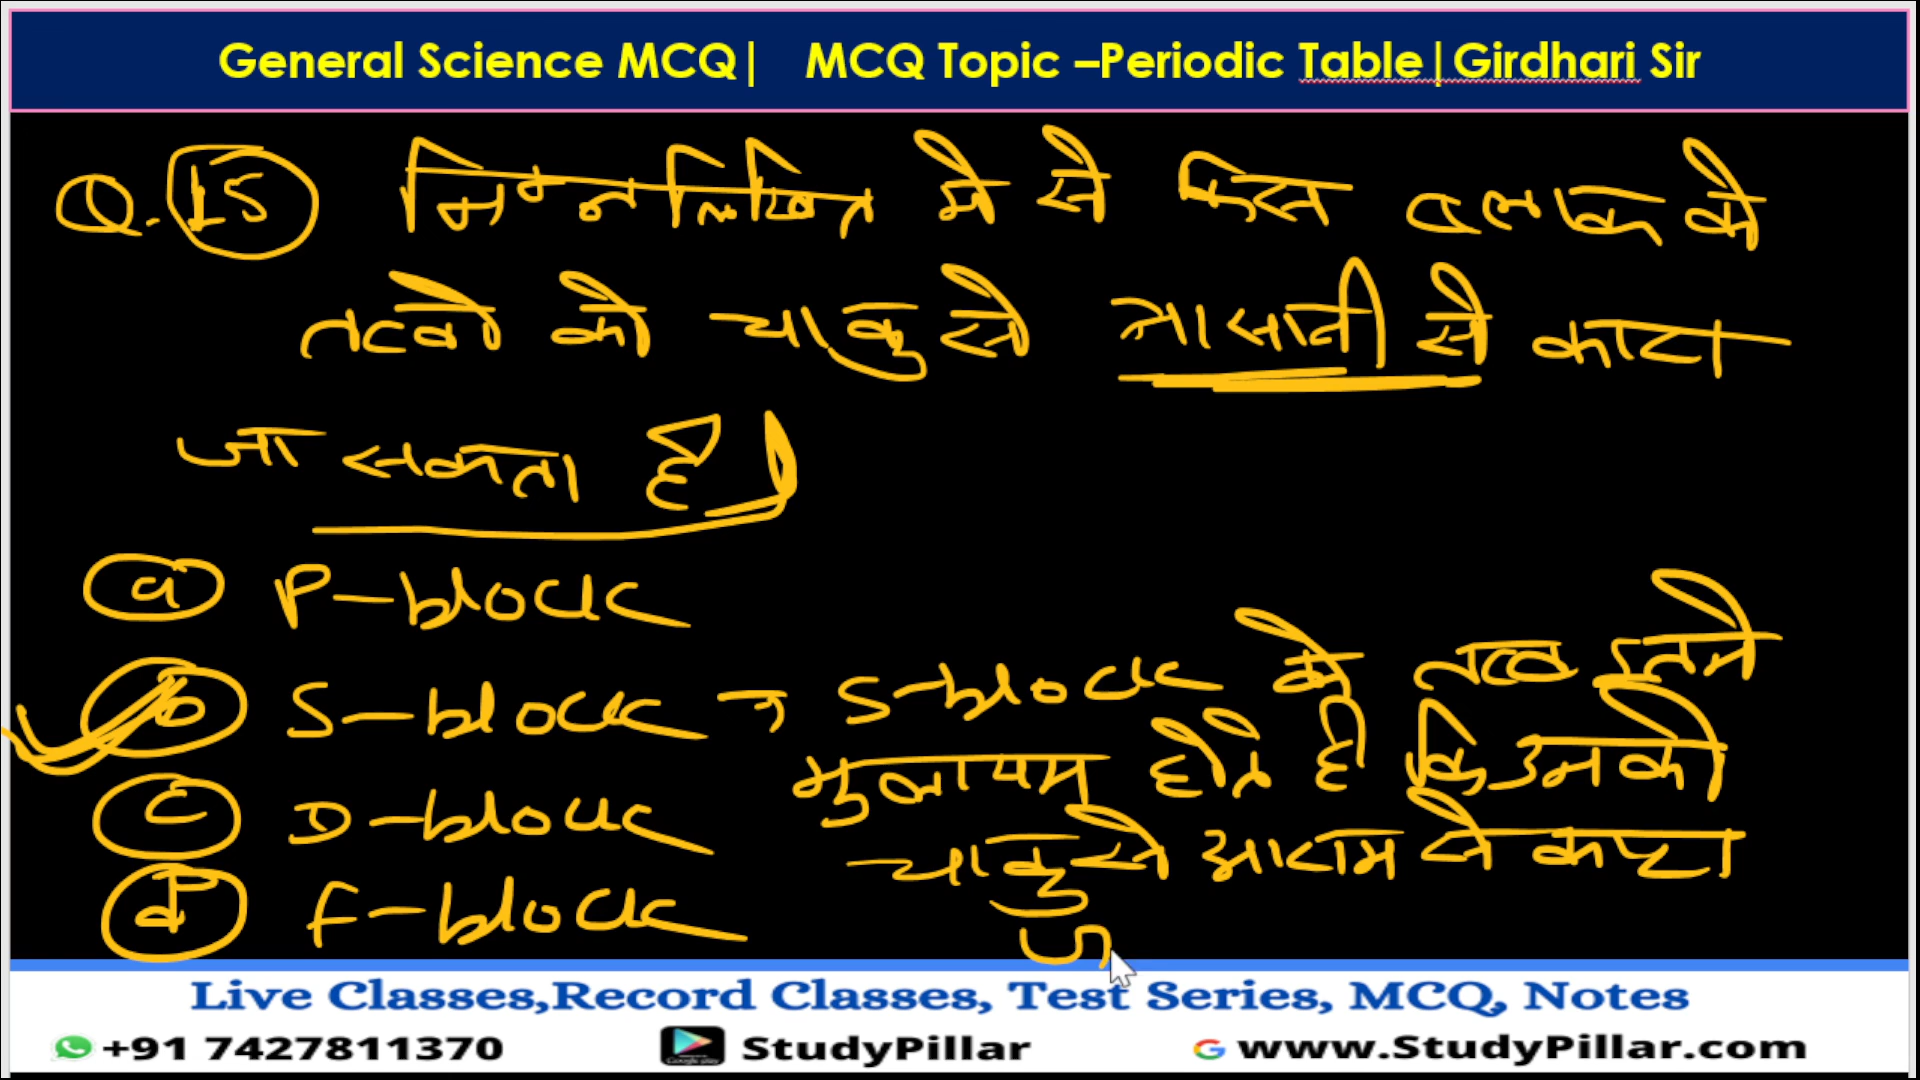 General Science MCQ| MCQ Topic –Periodic Table|Girdhari Sir
Q.15 निम्नलिखित मे से किस ब्लॉक के
तत्वों को चाकू से आसानी से काटा
जा सकता है
a P-block
b S-block → S-block के तत्व इतने
मुलायम होते है कि उनको
c D-block चाकू से आराम से काटा
d F-block ज
Live Classes,Record Classes, Test Series, MCQ, Notes
+91 7427811370 StudyPillar www.StudyPillar.com